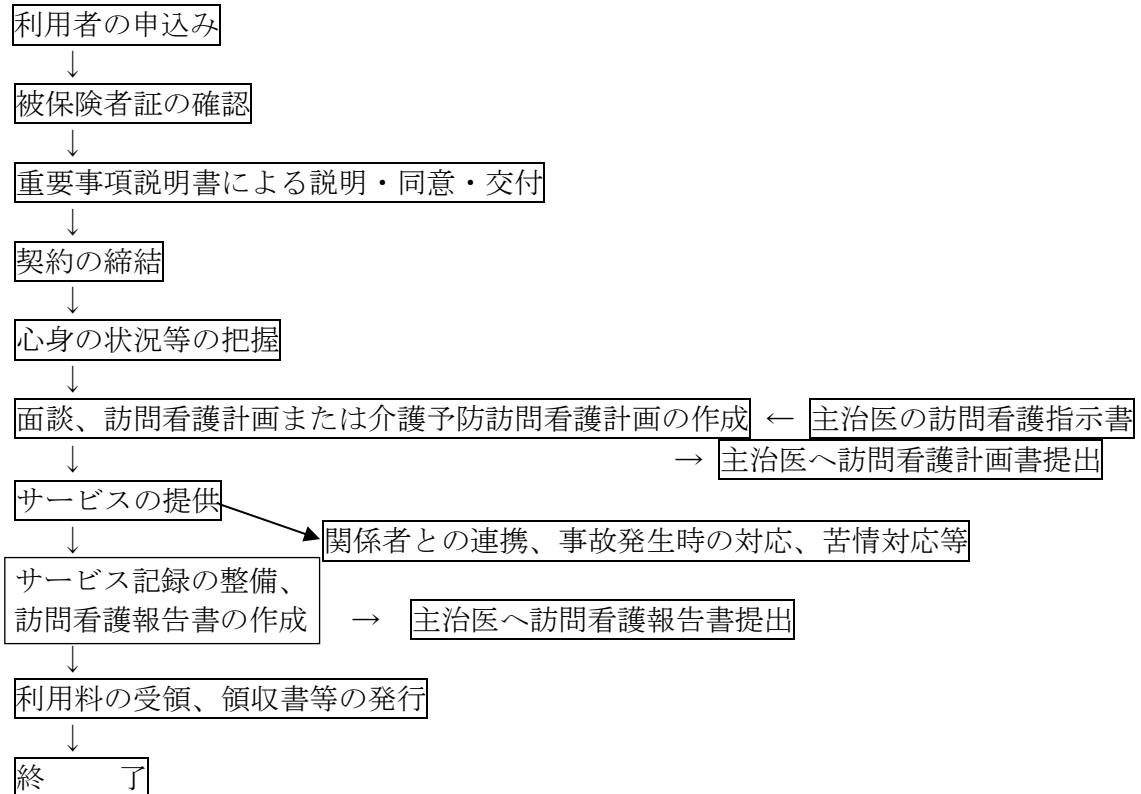 利用者の申込み
↓
被保険者証の確認
↓
重要事項説明書による説明・同意・交付
↓
契約の締結
↓
心身の状況等の把握
↓
面談、訪問看護計画または介護予防訪問看護計画の作成 ← 主治医の訪問看護指示書
↓ → 主治医へ訪問看護計画書提出
サービスの提供
↓ 関係者との連携、事故発生時の対応、苦情対応等
サービス記録の整備、
訪問看護報告書の作成 → 主治医へ訪問看護報告書提出
↓
利用料の受領、領収書等の発行
↓
終　　了